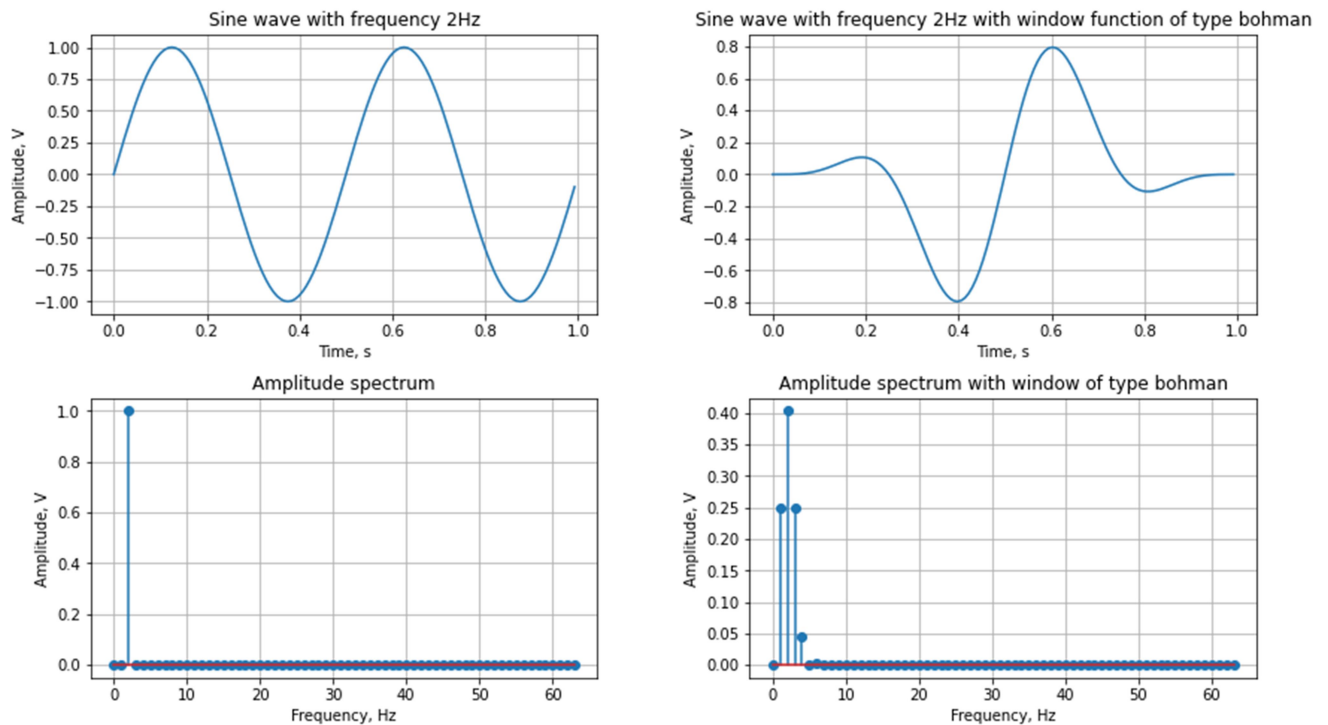 Sine wave with frequency 2Hz
1.00
0.75
0.50
0.25
0.00
−0.25
−0.50
−0.75
−1.00
Amplitude, V
0.0 0.2 0.4 0.6 0.8 1.0
Time, s
Sine wave with frequency 2Hz with window function of type bohman
0.8
0.6
0.4
0.2
0.0
−0.2
−0.4
−0.6
−0.8
Amplitude, V
0.0 0.2 0.4 0.6 0.8 1.0
Time, s
Amplitude spectrum
1.0
0.8
0.6
0.4
0.2
0.0
Amplitude, V
0 10 20 30 40 50 60
Frequency, Hz
Amplitude spectrum with window of type bohman
0.40
0.35
0.30
0.25
0.20
0.15
0.10
0.05
0.00
Amplitude, V
0 10 20 30 40 50 60
Frequency, Hz